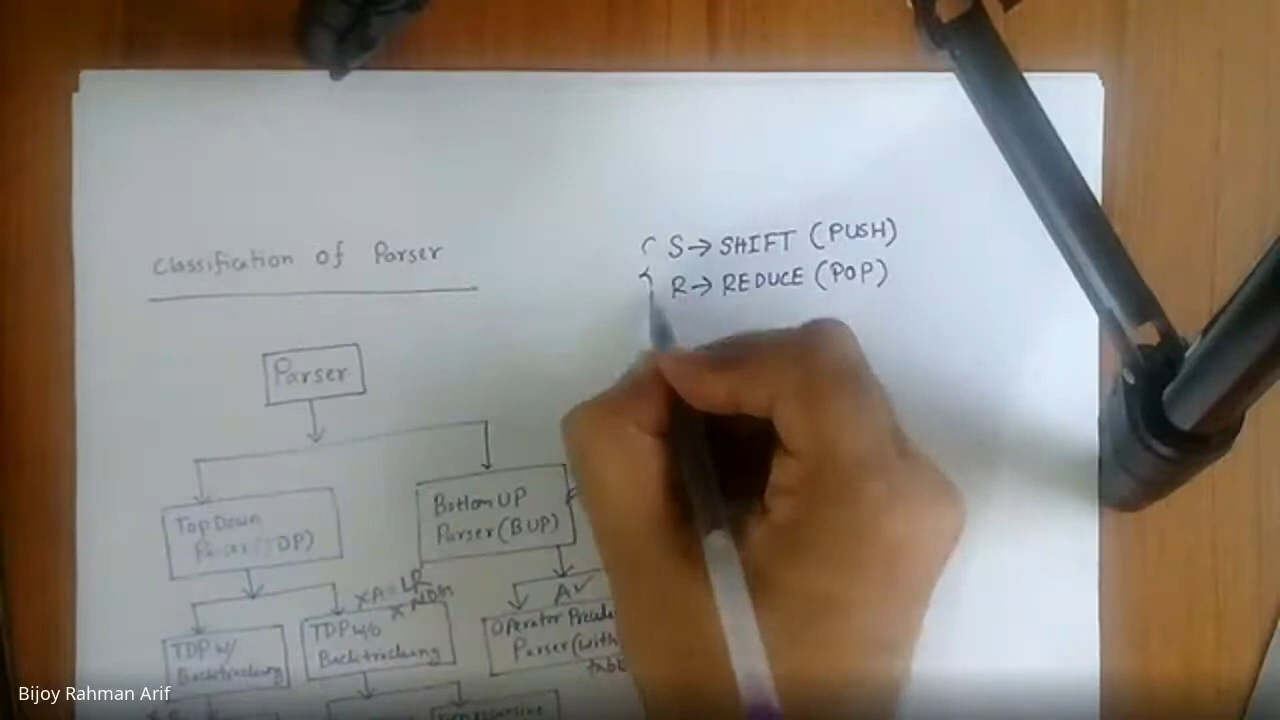 Classification of Parser
S→SHIFT (PUSH)
R→REDUCE (POP)
Parser
Top Down
Parser (TDP)
Bottom UP
Parser (BUP)
A✓
TDP w/
Backtracking
TDP w/o
Backtracking
Operator
Parser (with
Bijoy Rahman Arif